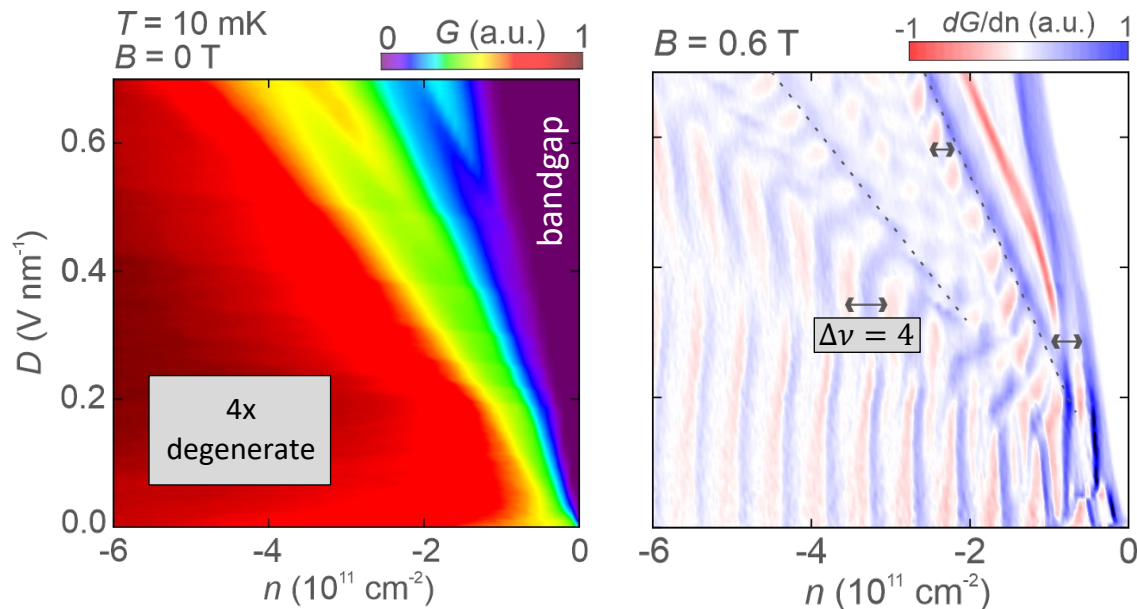 T = 10 mK
B = 0 T
0 G (a.u.) 1
bandgap
4x
degenerate
D (V nm⁻¹)
0.6
0.4
0.2
0.0
-6 -4 -2 0
n (10¹¹ cm⁻²)
B = 0.6 T
-1 dG/dn (a.u.) 1
Δν = 4
-6 -4 -2 0
n (10¹¹ cm⁻²)